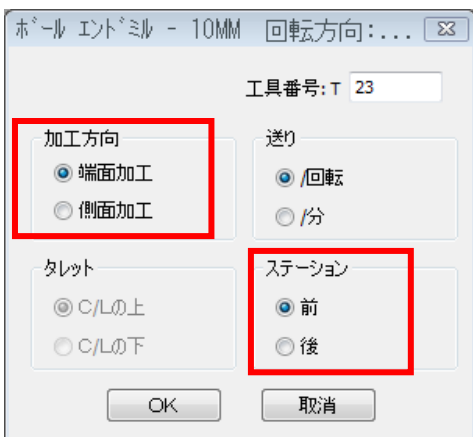 ﾎﾞｰﾙ ｴﾝﾄﾞﾐﾙ - 10MM 回転方向:...
工具番号: T 23
加工方向
端面加工
側面加工
送り
/回転
/分
タレット
C/Lの上
C/Lの下
ステーション
前
後
OK
取消